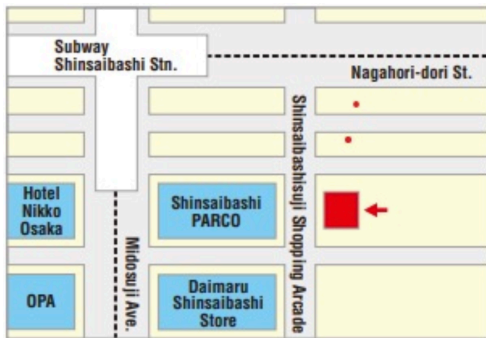 Subway
Shinsaibashi Stn.
Nagahori-dori St.
Shinsaibashisuji Shopping Arcade
Hotel
Nikko
Osaka
Shinsaibashi
PARCO
Midosuji Ave.
OPA
Daimaru
Shinsaibashi
Store